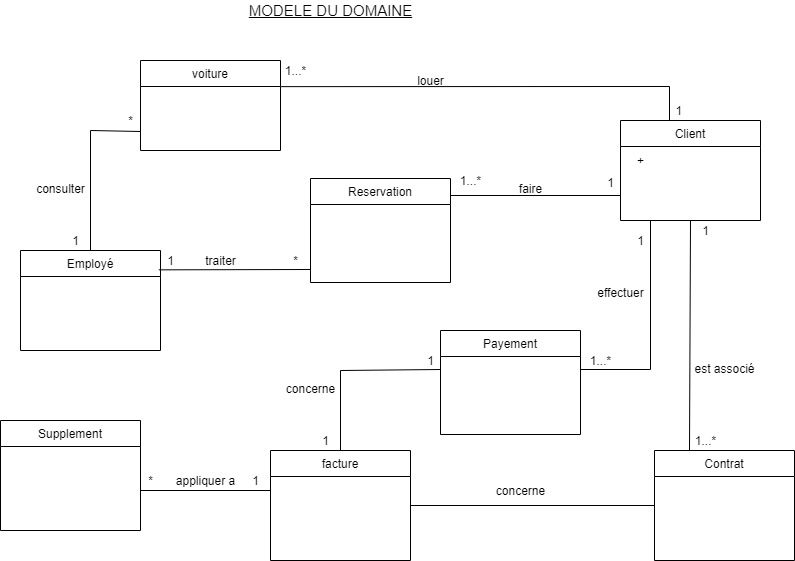 MODELE DU DOMAINE
voiture
1...*
louer
1
*
Client
+
consulter
Reservation
1...*
faire
1
1
Employé
1
traiter
*
1
1
effectuer
Payement
1
1...*
est associé
concerne
1
1...*
Supplement
facture
Contrat
*
appliquer a
1
concerne